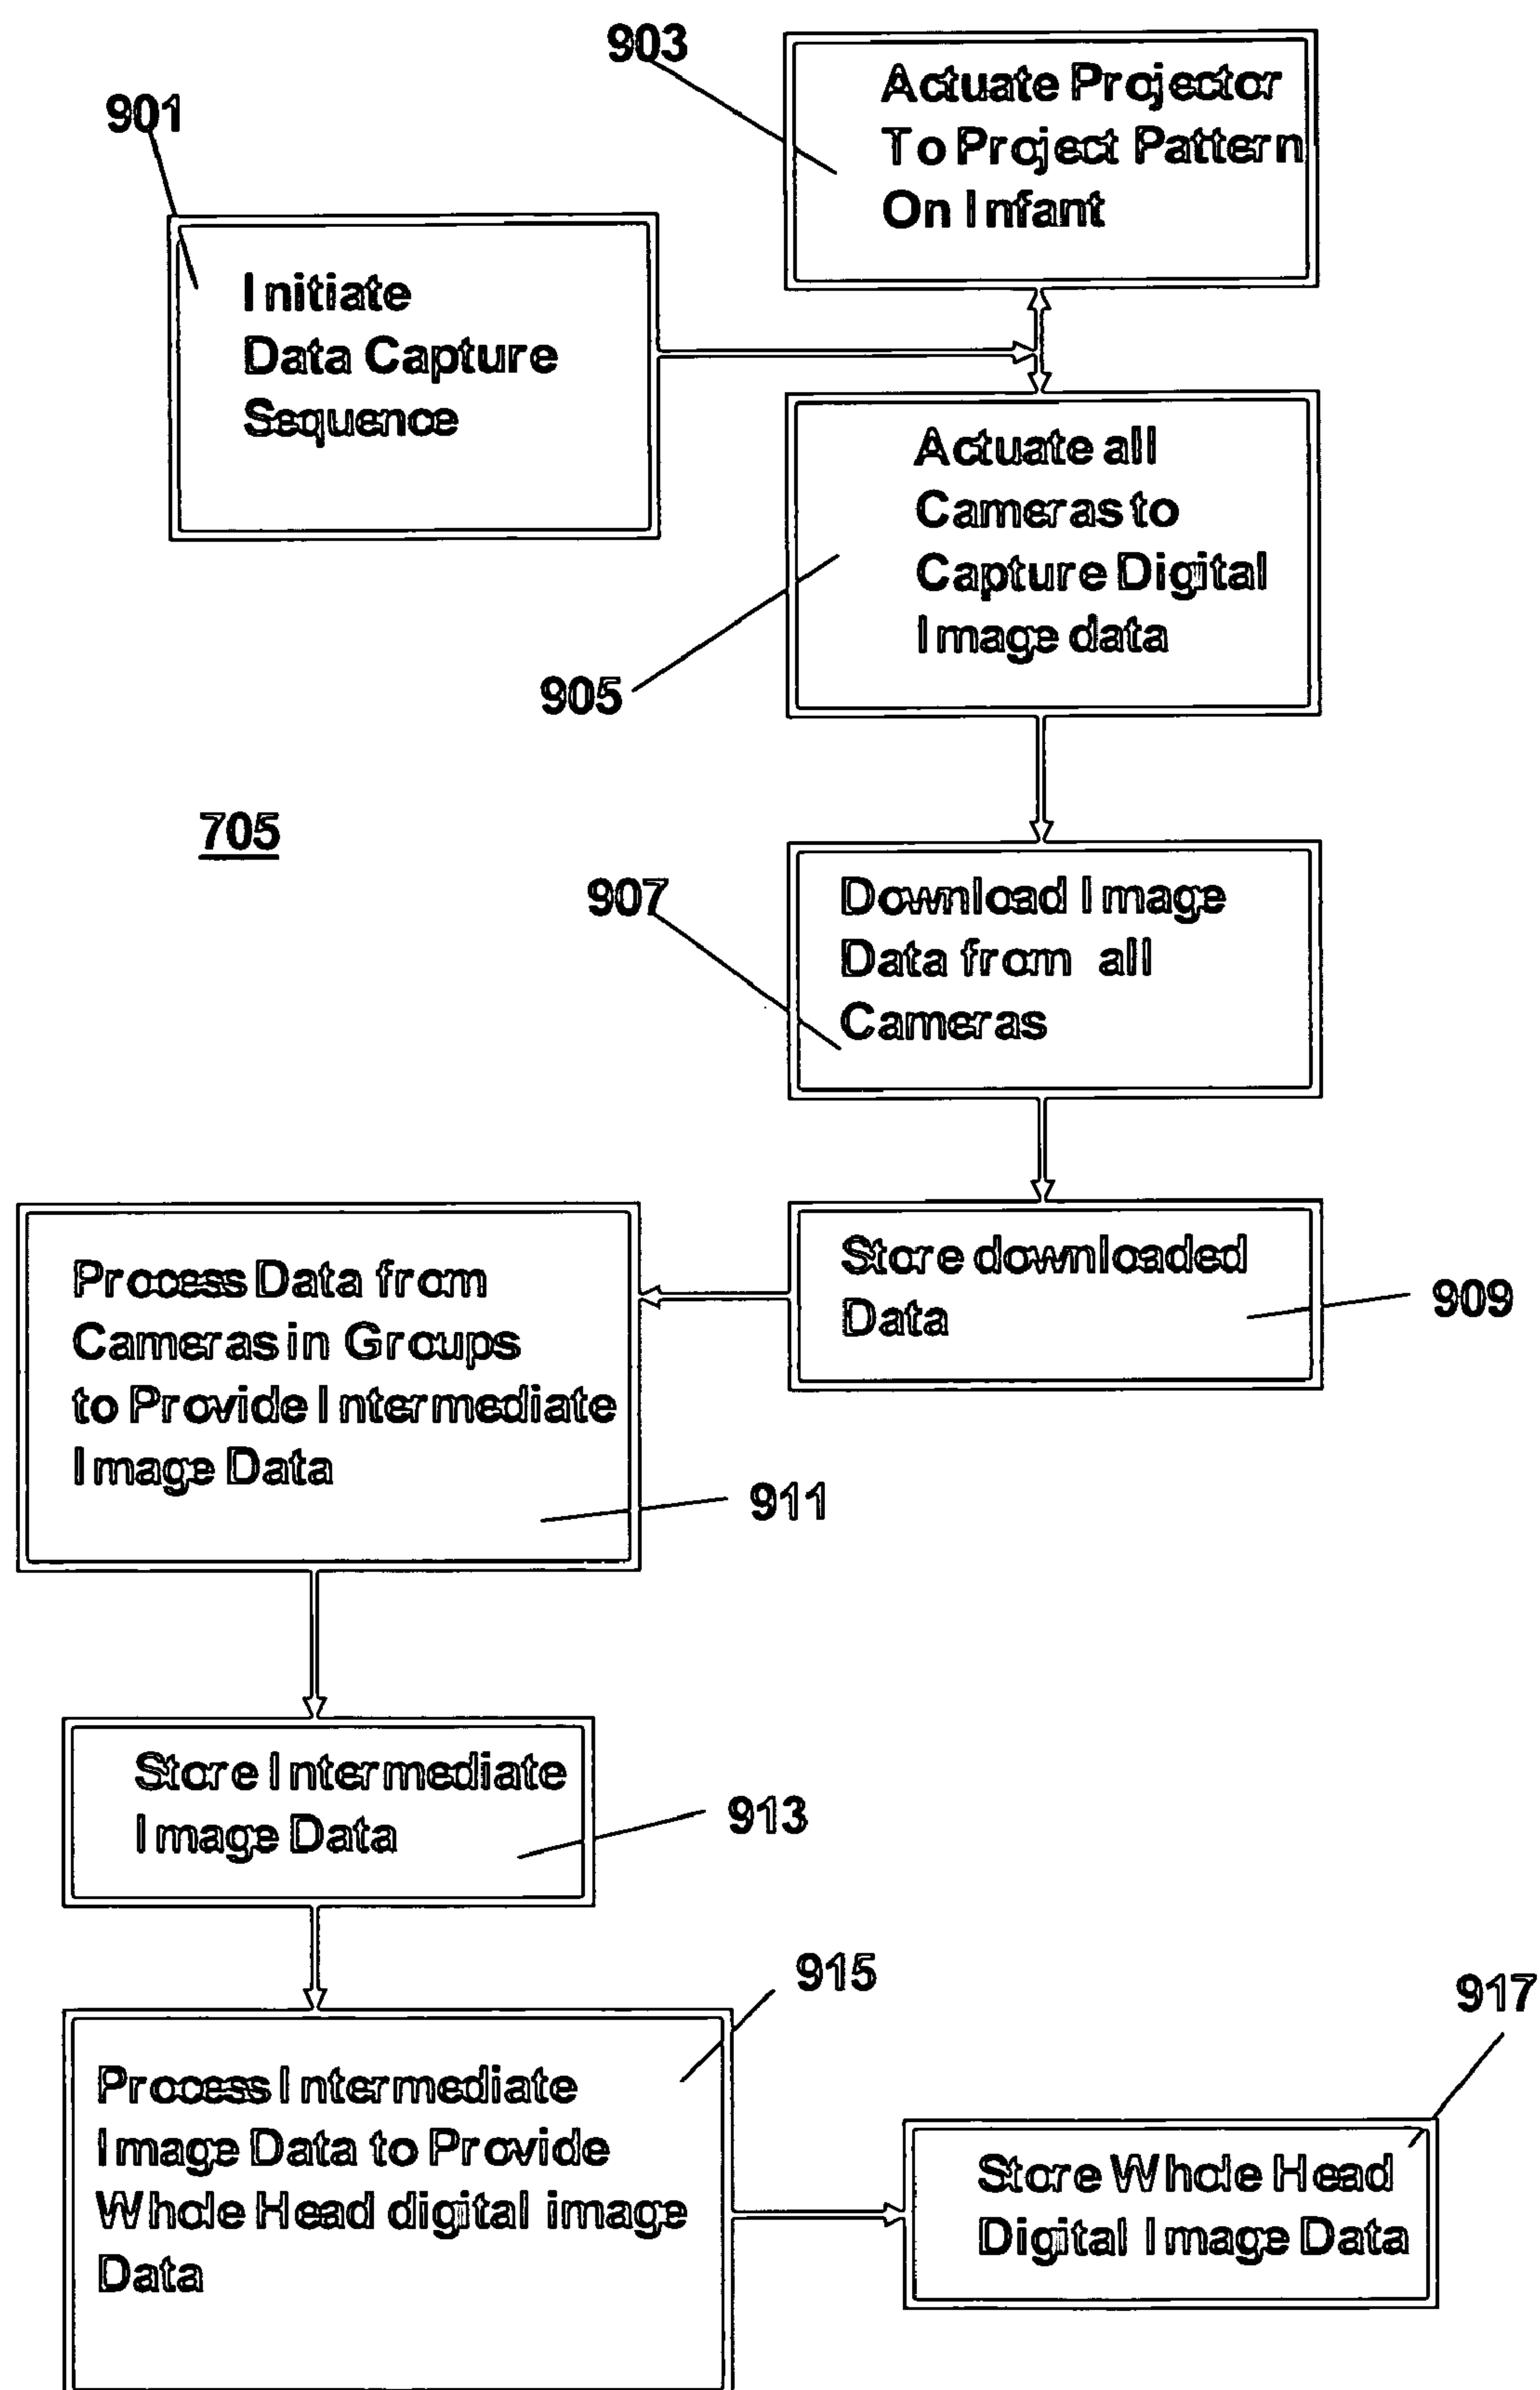 903
Actuate Projector
To Project Pattern
On Infant
901
Initiate
Data Capture
Sequence
Actuate all
Cameras to
Capture Digital
Image data
905
705
907
Download Image
Data from all
Cameras
Store downloaded
Data
909
Process Data from
Cameras in Groups
to Provide Intermediate
Image Data
911
Store Intermediate
Image Data
913
915
Process Intermediate
Image Data to Provide
Whole Head digital image
Data
917
Store Whole Head
Digital Image Data